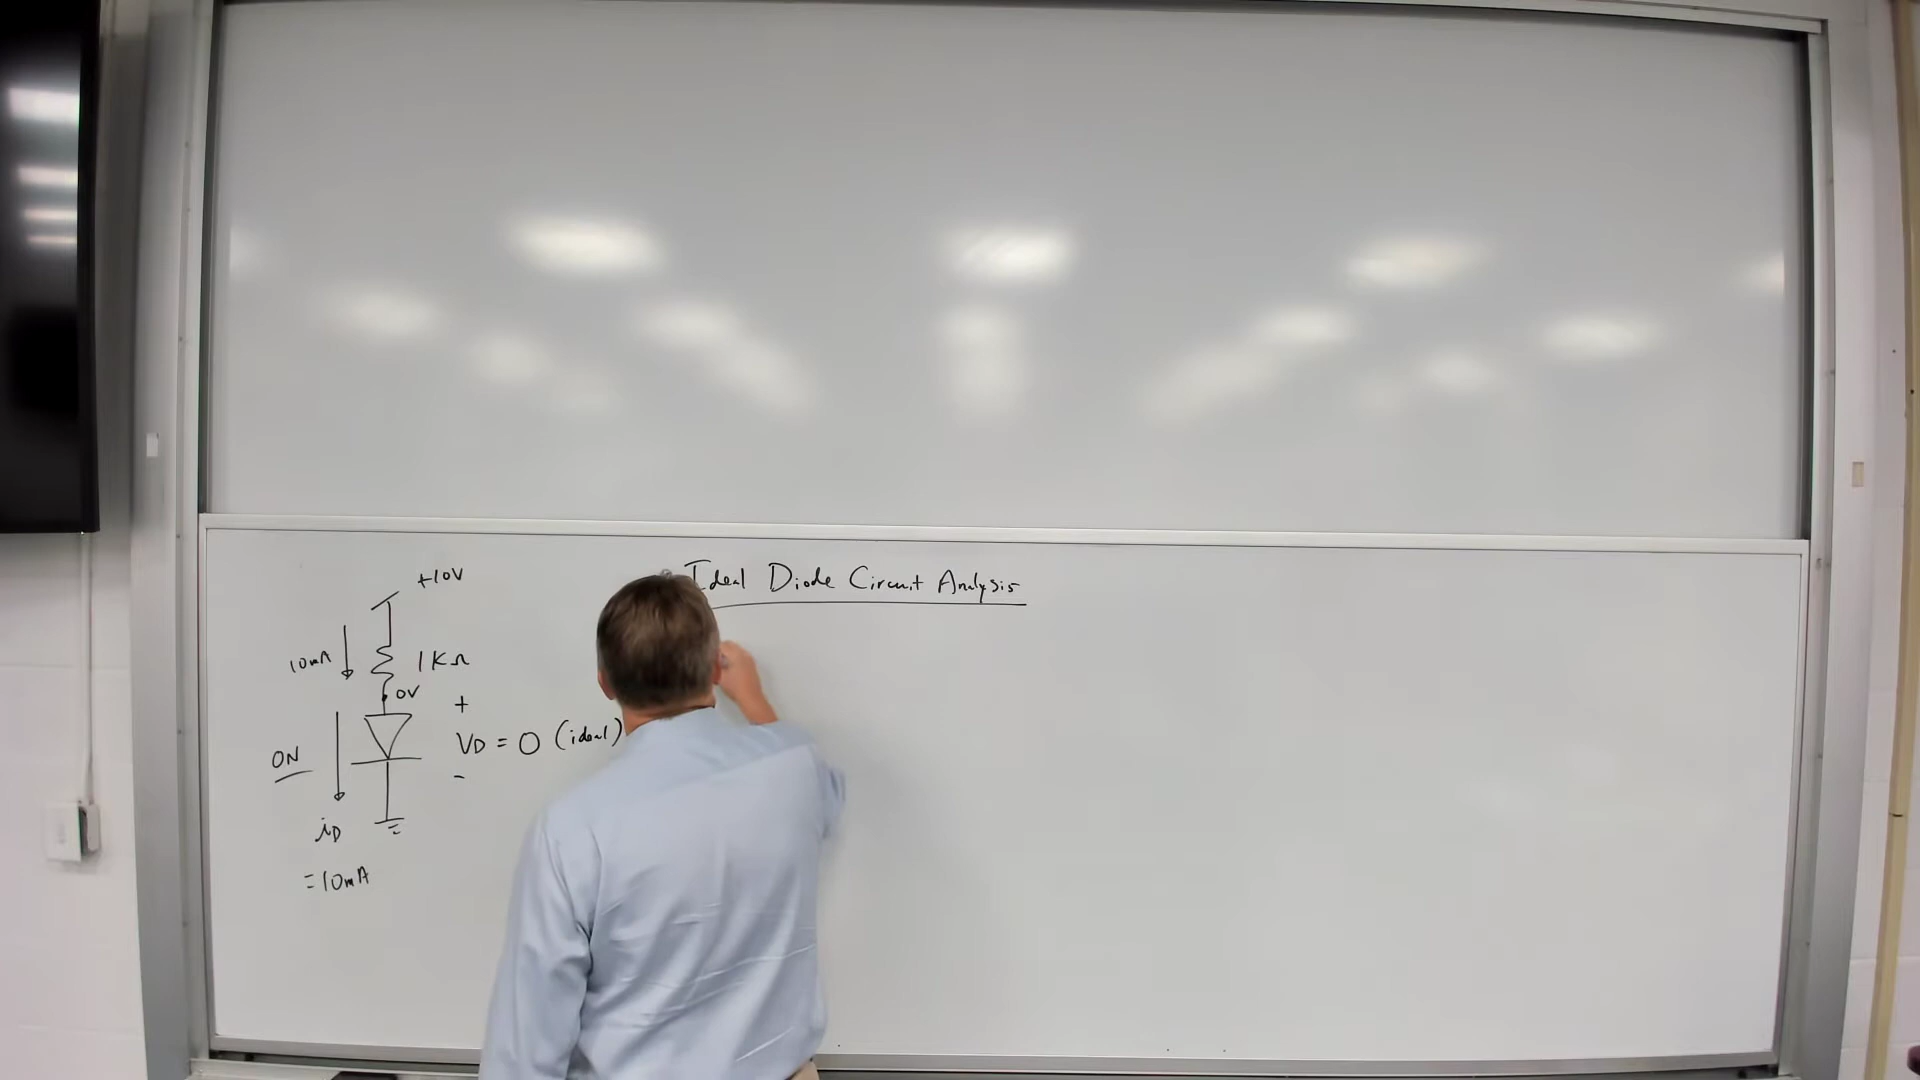 +10V
10mA
1KΩ
0V
+
ON
VD = 0 (ideal)
-
iD
= 10mA
Ideal Diode Circuit Analysis